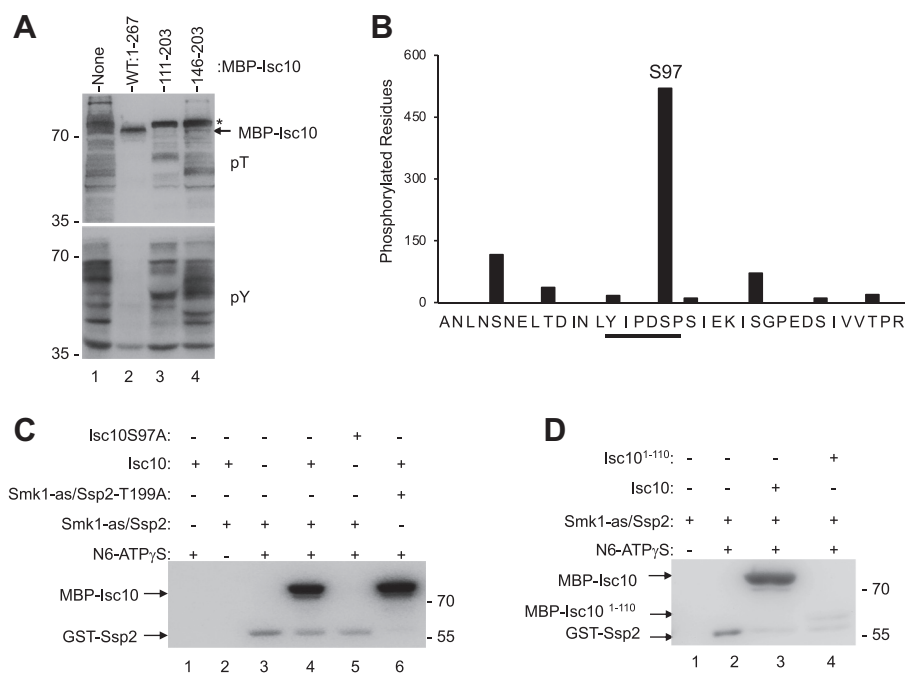 A
-None
-WT:1-267
-111-203
-146-203
:MBP-Isc10
*
MBP-Isc10
70 -
pT
35 -
70 -
pY
35 -
1 2 3 4
B
Phosphorylated Residues
600
450
300
150
0
S97
ANLNSNELTDINLYIPDSPSIEKISGPEDSIVVTPR
C
Isc10S97A: - - - - + -
Isc10: + + - + - +
Smk1-as/Ssp2-T199A: - - - - - +
Smk1-as/Ssp2: - + + + + -
N6-ATPγS: + - + + + +
MBP-Isc10
- 70
GST-Ssp2
- 55
1 2 3 4 5 6
D
Isc10¹⁻¹¹⁰: - - - +
Isc10: - - + -
Smk1-as/Ssp2: + + + +
N6-ATPγS: - + + +
MBP-Isc10
- 70
MBP-Isc10 ¹⁻¹¹⁰
GST-Ssp2
- 55
1 2 3 4